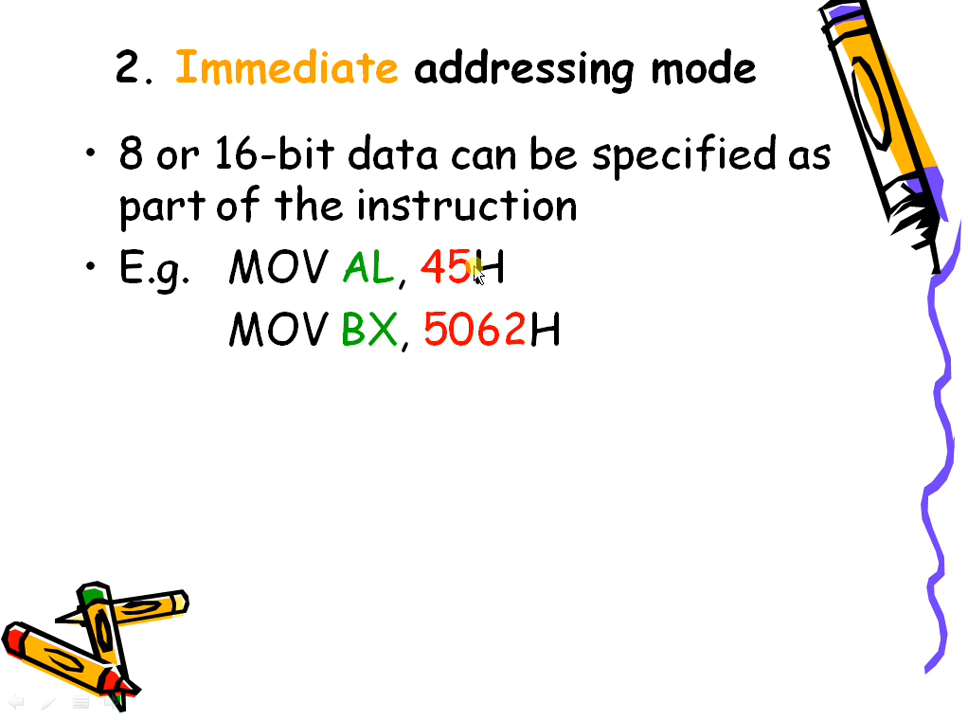 2. Immediate addressing mode
• 8 or 16-bit data can be specified as
part of the instruction
• E.g. MOV AL, 45H
MOV BX, 5062H